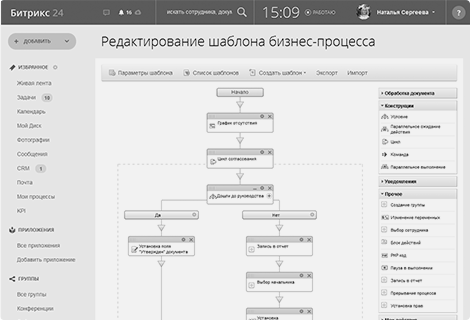 Битрикс 24
16
искать сотрудника, доку
15:09
РАБОТАЮ
Наталья Сергеева
?
+ ДОБАВИТЬ
Редактирование шаблона бизнес-процесса
ИЗБРАННОЕ
Живая лента
Задачи 10
Календарь
Мой Диск
Фотографии
Сообщения
CRM 1
Почта
Мои процессы
KPI
ПРИЛОЖЕНИЯ
Все приложения
Добавить приложение
ГРУППЫ
Все группы
Конференции
Параметры шаблона
Список шаблонов
Создать шаблон
Экспорт
Импорт
Начало
График отсутствия
Цикл согласования
Дошли до руководства
Да
Нет
Установка поля
"Утвержден" документа
Запись в отчет
Выбор начальника
Установка
Обработка документа
Конструкции
Условие
Параллельное ожидание
действия
Цикл
Команда
Параллельное выполнение
Уведомления
Прочее
Создание группы
Изменение переменных
Выбор сотрудника
Блок действий
PHP код
Пауза в выполнении
Запись в отчет
Прерывание процесса
Установка прав